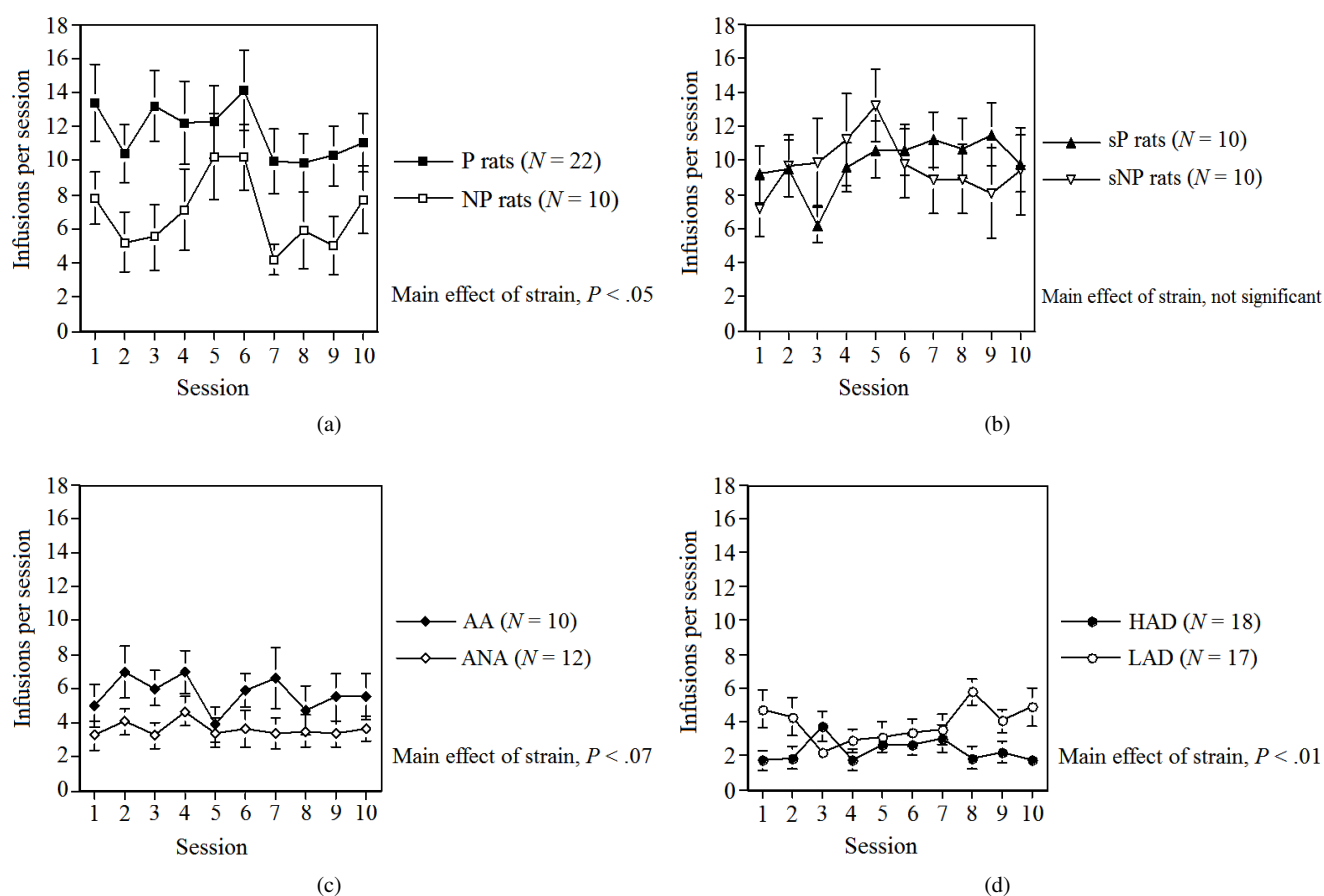 18
16
14
12
10
8
6
4
2
0
Infusions per session
1 2 3 4 5 6 7 8 9 10
Session
P rats (N = 22)
NP rats (N = 10)
Main effect of strain, P < .05
(a)
18
16
14
12
10
8
6
4
2
0
Infusions per session
1 2 3 4 5 6 7 8 9 10
Session
sP rats (N = 10)
sNP rats (N = 10)
Main effect of strain, not significant
(b)
18
16
14
12
10
8
6
4
2
0
Infusions per session
1 2 3 4 5 6 7 8 9 10
Session
AA (N = 10)
ANA (N = 12)
Main effect of strain, P < .07
(c)
18
16
14
12
10
8
6
4
2
0
Infusions per session
1 2 3 4 5 6 7 8 9 10
Session
HAD (N = 18)
LAD (N = 17)
Main effect of strain, P < .01
(d)